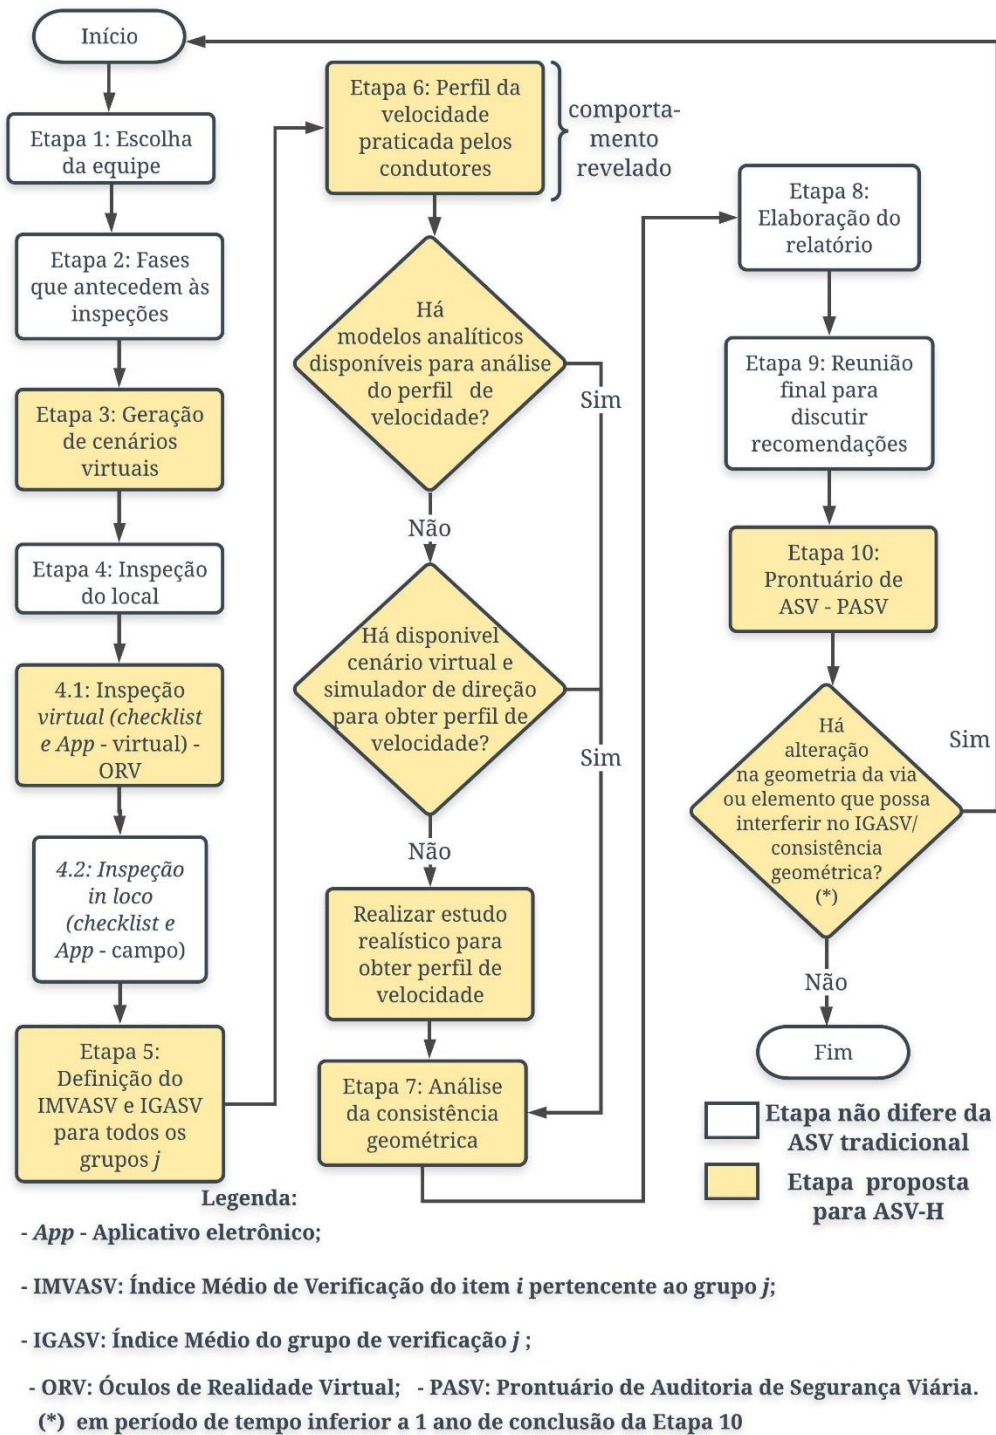 Início
Etapa 1: Escolha
da equipe
Etapa 2: Fases
que antecedem às
inspeções
Etapa 3: Geração
de cenários
virtuais
Etapa 4: Inspeção
do local
4.1: Inspeção
virtual (checklist
e App - virtual) -
ORV
4.2: Inspeção
in loco
(checklist e
App - campo)
Etapa 5:
Definição do
IMVASV e IGASV
para todos os
grupos j
Etapa 6: Perfil da
velocidade
praticada pelos
condutores
comporta-
mento
revelado
Há
modelos analíticos
disponíveis para análise
do perfil de
velocidade?
Sim
Não
Há disponivel
cenário virtual e
simulador de direção
para obter perfil de
velocidade?
Sim
Não
Realizar estudo
realístico para
obter perfil de
velocidade
Etapa 7: Análise
da consistência
geométrica
Etapa 8:
Elaboração do
relatório
Etapa 9: Reunião
final para
discutir
recomendações
Etapa 10:
Prontuário de
ASV - PASV
Há
alteração
na geometria da via
ou elemento que possa
interferir no IGASV/
consistência
geométrica?
(*)
Sim
Não
Fim
Etapa não difere da
ASV tradicional
Etapa proposta
para ASV-H
Legenda:
- App - Aplicativo eletrônico;
- IMVASV: Índice Médio de Verificação do item i pertencente ao grupo j;
- IGASV: Índice Médio do grupo de verificação j ;
- ORV: Óculos de Realidade Virtual; - PASV: Prontuário de Auditoria de Segurança Viária.
(*) em período de tempo inferior a 1 ano de conclusão da Etapa 10